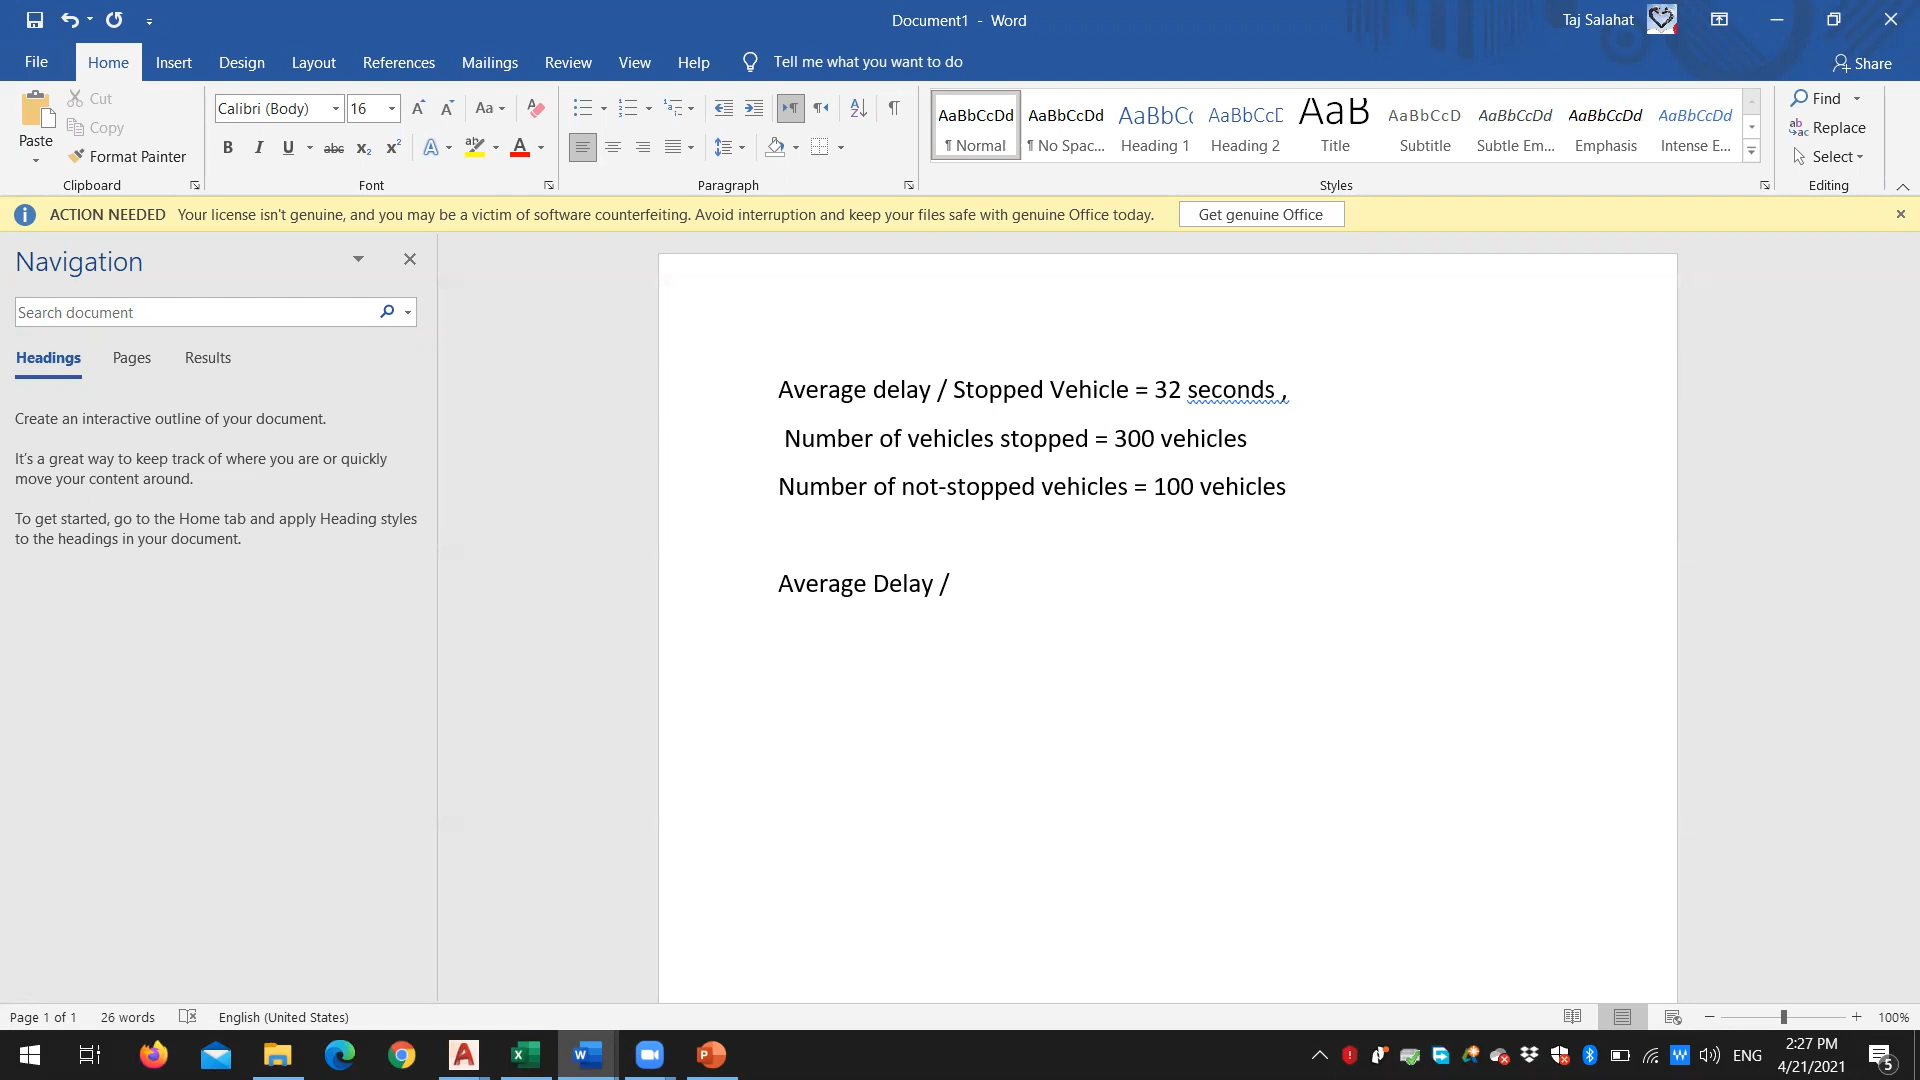 Document1 - Word
Taj Salahat
File Home Insert Design Layout References Mailings Review View Help Tell me what you want to do Share
Paste
Cut
Copy
Format Painter
Clipboard
Calibri (Body) 16
Aa
B I U abc x₂ x² A A
Font
Paragraph
AaBbCcDd
¶ Normal
AaBbCcDd
¶ No Spac...
AaBbCc
Heading 1
AaBbCcE
Heading 2
AaB
Title
AaBbCcD
Subtitle
AaBbCcDd
Subtle Em...
AaBbCcDd
Emphasis
AaBbCcDd
Intense E...
Styles
Find
Replace
Select
Editing
ACTION NEEDED Your license isn't genuine, and you may be a victim of software counterfeiting. Avoid interruption and keep your files safe with genuine Office today. Get genuine Office
Navigation
Search document
Headings Pages Results
Create an interactive outline of your document.
It's a great way to keep track of where you are or quickly
move your content around.
To get started, go to the Home tab and apply Heading styles
to the headings in your document.
Average delay / Stopped Vehicle = 32 seconds ,
Number of vehicles stopped = 300 vehicles
Number of not-stopped vehicles = 100 vehicles
Average Delay /
Page 1 of 1 26 words English (United States) 100%
ENG
2:27 PM
4/21/2021
5